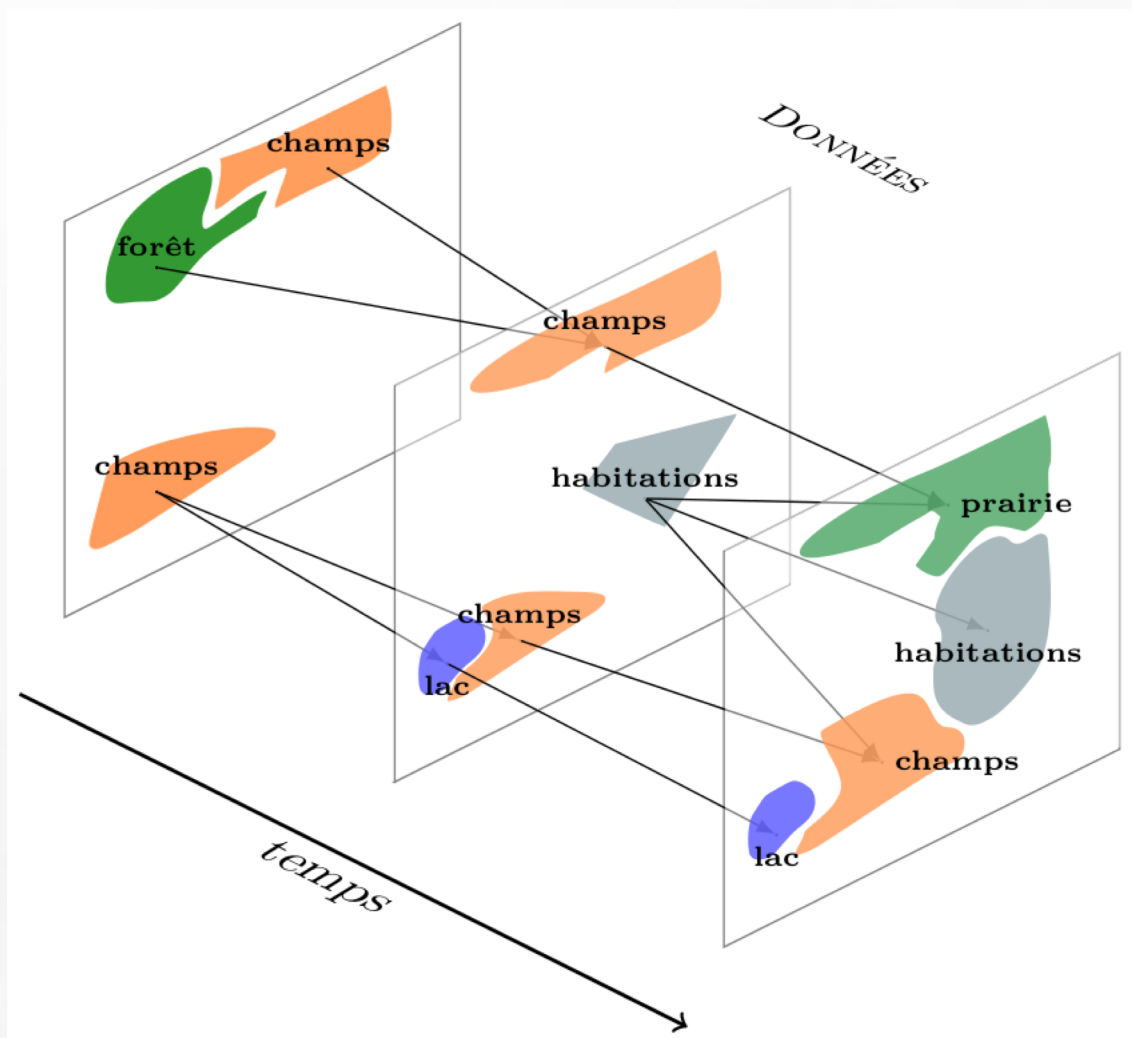 DONNÉES
champs
forêt
champs
champs
habitations
champs
lac
prairie
habitations
champs
lac
temps